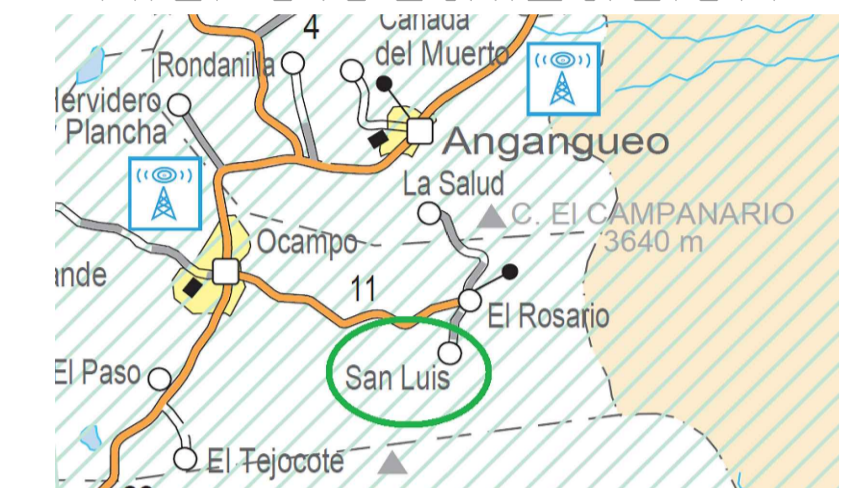 4
Cañada
del Muerto
Rondanilla
Hervidero
Plancha
Angangueo
La Salud
C. El CAMPANARIO
3640 m
Ocampo
ande
11
El Rosario
El Paso
San Luis
El Tejocote